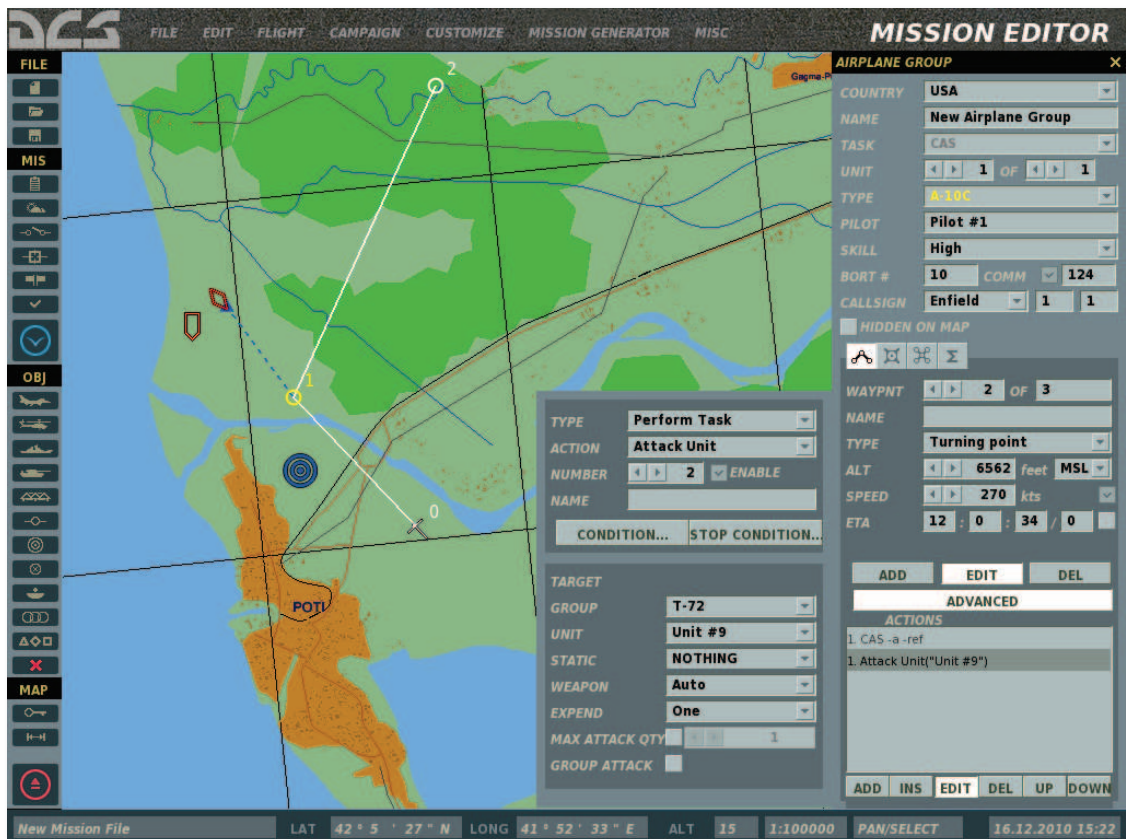 DCS FILE EDIT FLIGHT CAMPAIGN CUSTOMIZE MISSION GENERATOR MISC MISSION EDITOR
FILE
MIS
OBJ
MAP
2
1
0
POTI
AIRPLANE GROUP ×
COUNTRY USA
NAME New Airplane Group
TASK CAS
UNIT 1 OF 1
TYPE A-10C
PILOT Pilot #1
SKILL High
BORT # 10 COMM 124
CALLSIGN Enfield 1 1
HIDDEN ON MAP
Σ
WAYPNT 2 OF 3
NAME
TYPE Turning point
ALT 6562 feet MSL
SPEED 270 kts
ETA 12 : 0 : 34 / 0
ADD EDIT DEL
ADVANCED
ACTIONS
1. CAS -a -ref
1. Attack Unit("Unit #9")
ADD INS EDIT DEL UP DOWN
TYPE Perform Task
ACTION Attack Unit
NUMBER 2 ENABLE
NAME
CONDITION... STOP CONDITION...
TARGET
GROUP T-72
UNIT Unit #9
STATIC NOTHING
WEAPON Auto
EXPEND One
MAX ATTACK QTY 1
GROUP ATTACK
New Mission File LAT 42 ° 5 ' 27 " N LONG 41 ° 52 ' 33 " E ALT 15 1:100000 PAN/SELECT 16.12.2010 15:22